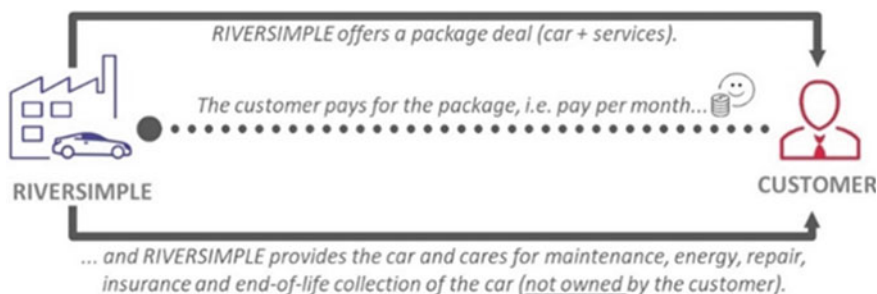 RIVERSIMPLE offers a package deal (car + services).
The customer pays for the package, i.e. pay per month...
RIVERSIMPLE
CUSTOMER
... and RIVERSIMPLE provides the car and cares for maintenance, energy, repair,
insurance and end-of-life collection of the car (not owned by the customer).